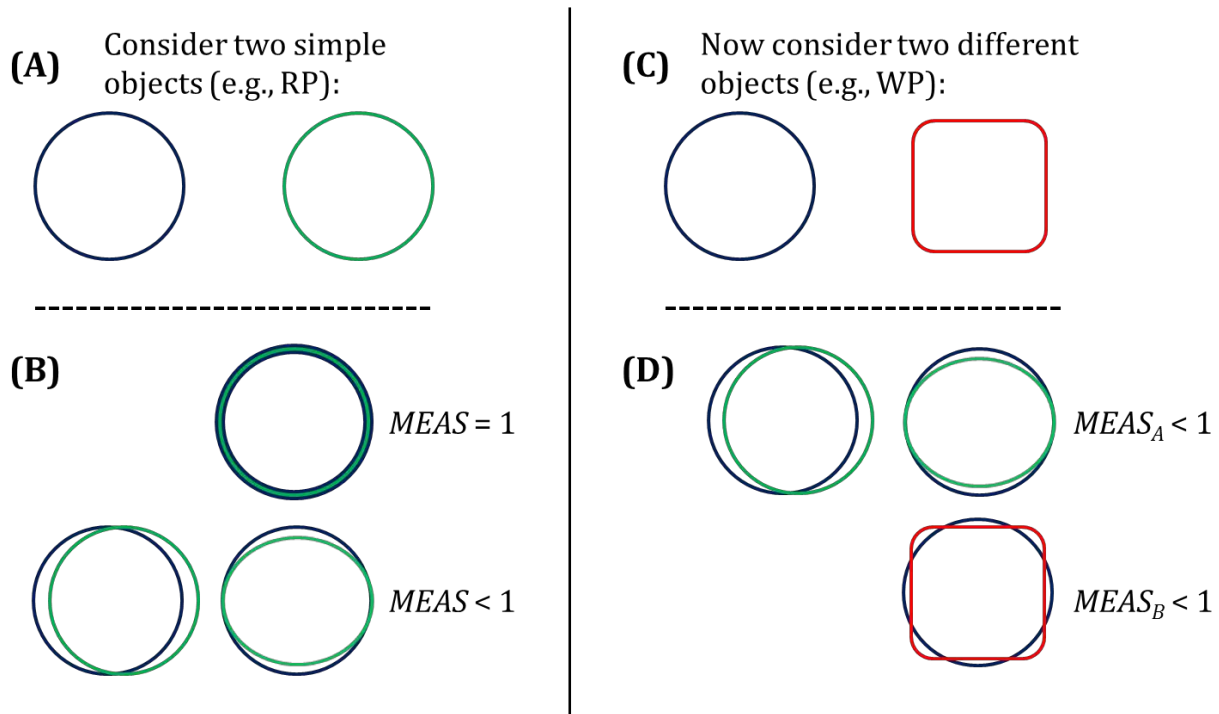 (A)
Consider two simple
objects (e.g., RP):
(B)
MEAS = 1
MEAS < 1
(C)
Now consider two different
objects (e.g., WP):
(D)
MEAS_A < 1
MEAS_B < 1